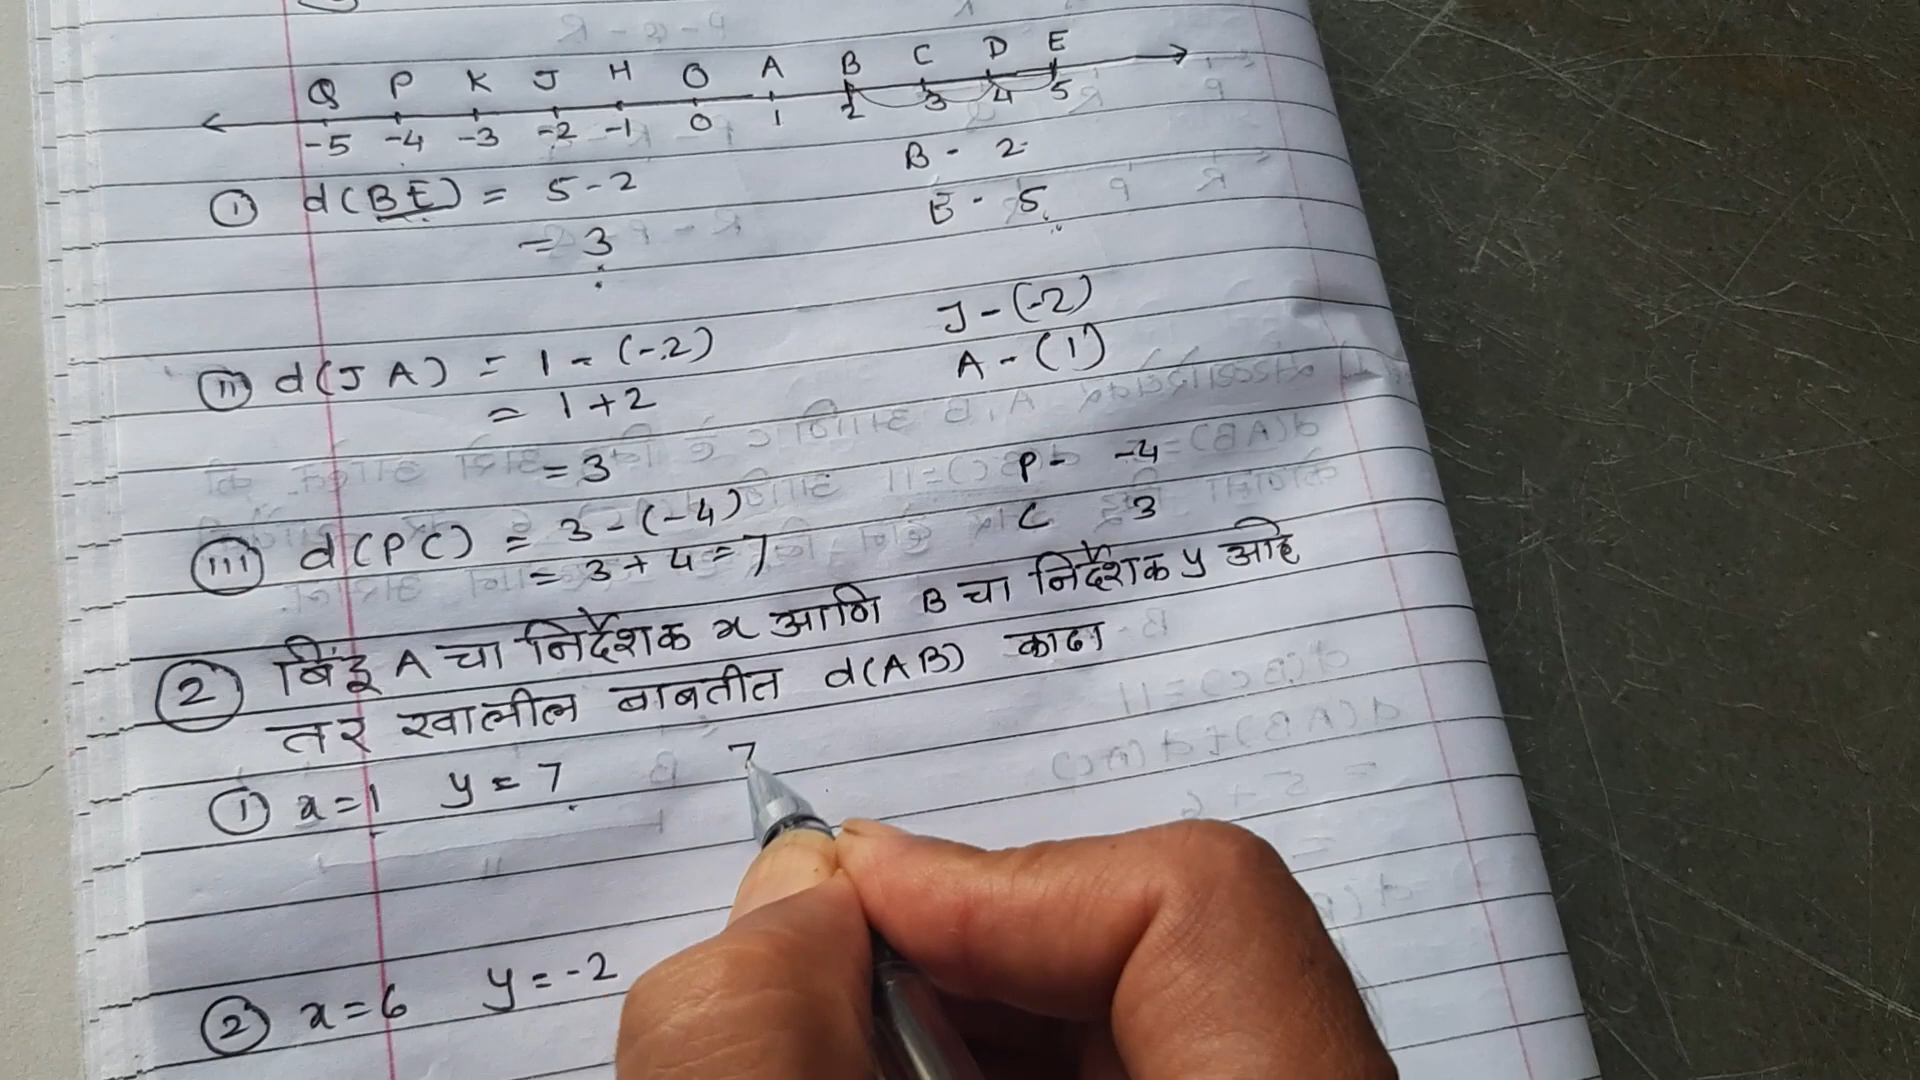 Q P K J H O A B C D E
-5 -4 -3 -2 -1 0 1 2 3 4 5
B - 2
① d(BE) = 5-2
E - 5
= 3
J - (-2)
A - (1)
② d(JA) = 1 - (-2)
= 1+2
= 3
P - -4
C 3
③ d(PC) = 3-(-4)
= 3+4=7
② बिंदू A चा निर्देशक x आणि B चा निर्देशक y आहे
तर खालील बाबतीत d(AB) काढा
① x=1 y = 7 7
② x=6 y=-2